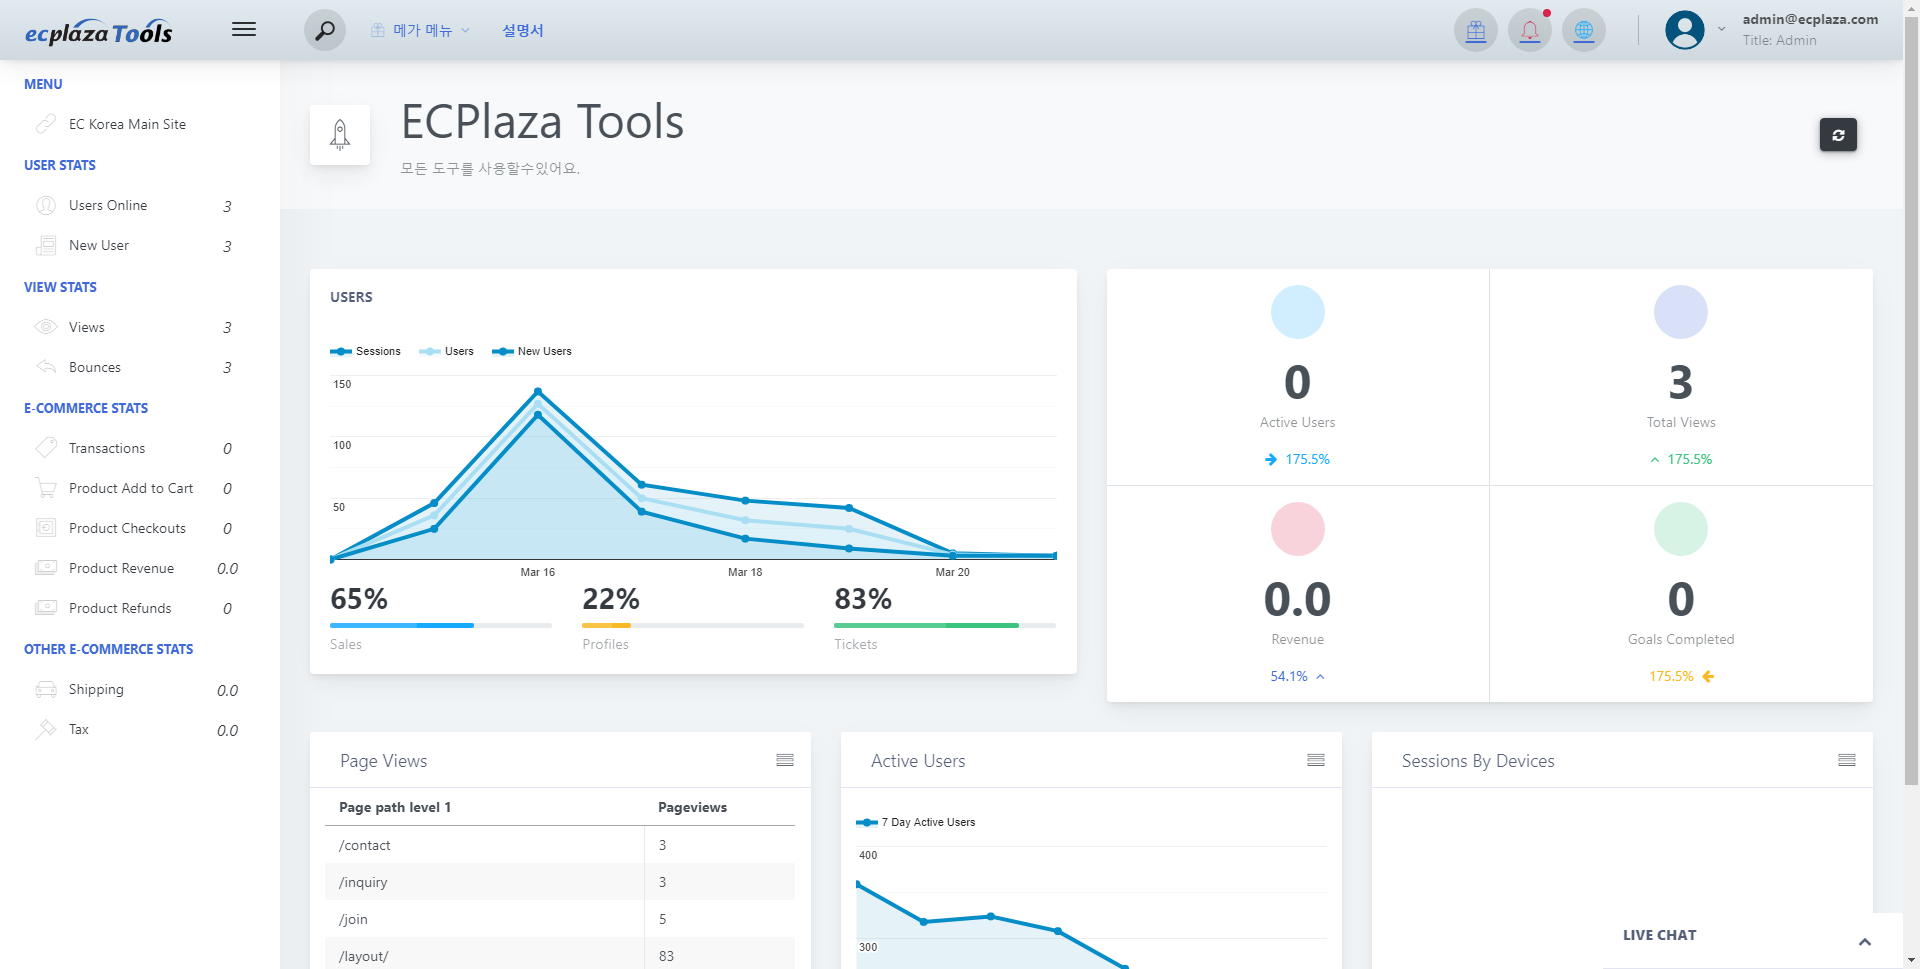 ecplaza Tools
메가 메뉴
설명서
admin@ecplaza.com
Title: Admin
MENU
EC Korea Main Site
USER STATS
Users Online 3
New User 3
VIEW STATS
Views 3
Bounces 3
E-COMMERCE STATS
Transactions 0
Product Add to Cart 0
Product Checkouts 0
Product Revenue 0.0
Product Refunds 0
OTHER E-COMMERCE STATS
Shipping 0.0
Tax 0.0
ECPlaza Tools
모든 도구를 사용할수있어요.
USERS
Sessions Users New Users
150
100
50
Mar 16 Mar 18 Mar 20
65% 22% 83%
Sales Profiles Tickets
0
Active Users
175.5%
3
Total Views
175.5%
0.0
Revenue
54.1%
0
Goals Completed
175.5%
Page Views
Page path level 1 Pageviews
/contact 3
/inquiry 3
/join 5
/layout/ 83
Active Users
7 Day Active Users
400
300
Sessions By Devices
LIVE CHAT